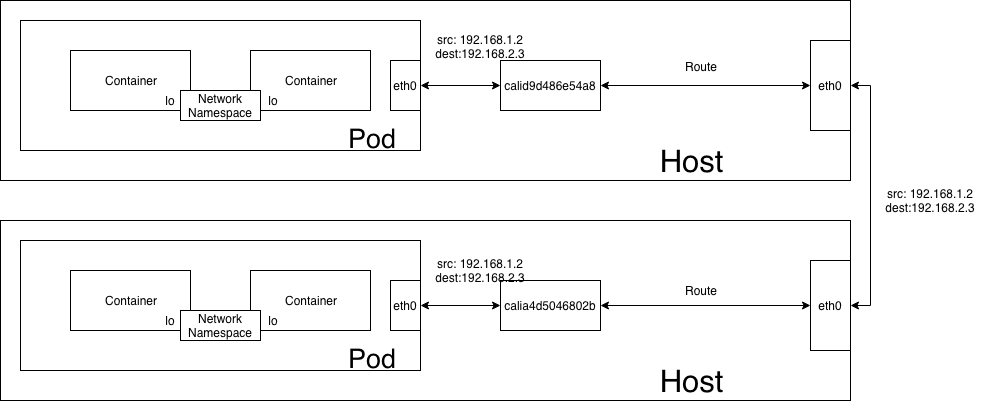 src: 192.168.1.2
dest:192.168.2.3
Container
Container
eth0
calid9d486e54a8
Route
eth0
lo
Network
Namespace
lo
Pod
Host
src: 192.168.1.2
dest:192.168.2.3
src: 192.168.1.2
dest:192.168.2.3
Container
Container
eth0
calia4d5046802b
Route
eth0
lo
Network
Namespace
lo
Pod
Host